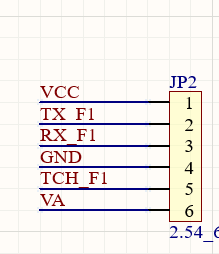 JP2
VCC 1
TX_F1 2
RX_F1 3
GND 4
TCH_F1 5
VA 6
2.54_6